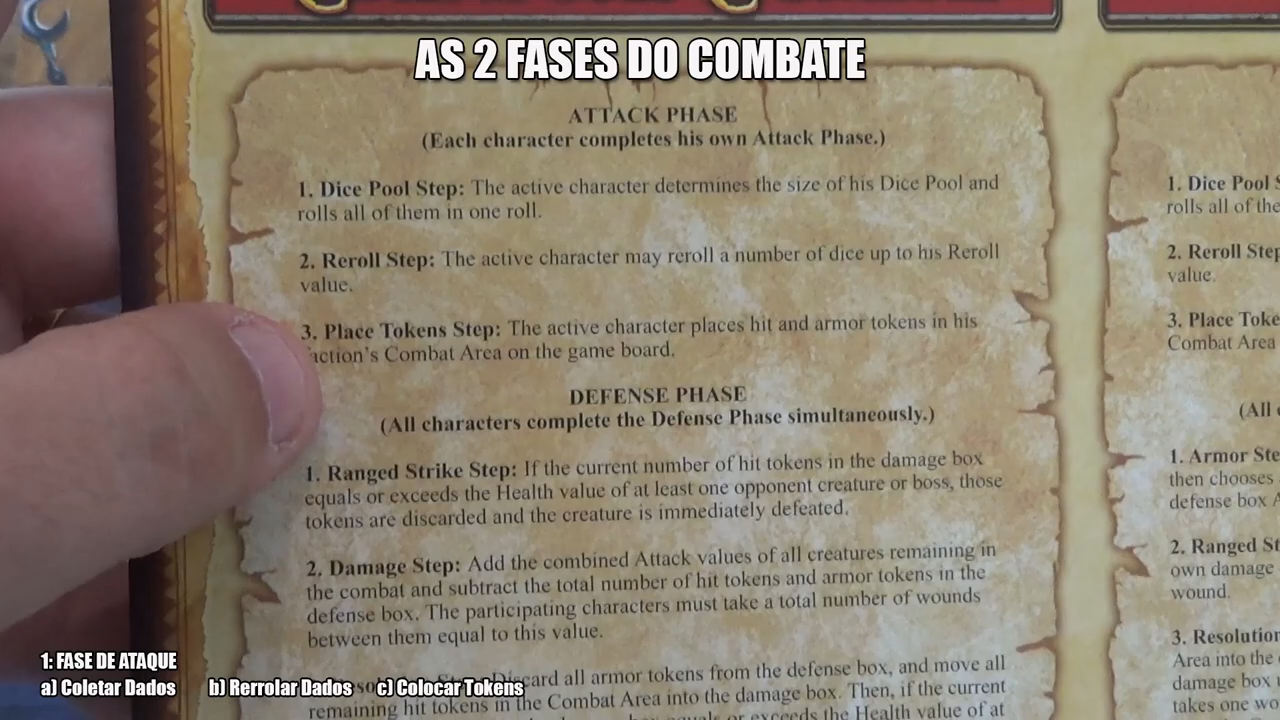 AS 2 FASES DO COMBATE
ATTACK PHASE
(Each character completes his own Attack Phase.)
1. Dice Pool Step: The active character determines the size of his Dice Pool and
rolls all of them in one roll.
2. Reroll Step: The active character may reroll a number of dice up to his Reroll
value.
3. Place Tokens Step: The active character places hit and armor tokens in his
faction's Combat Area on the game board.
DEFENSE PHASE
(All characters complete the Defense Phase simultaneously.)
1. Ranged Strike Step: If the current number of hit tokens in the damage box
equals or exceeds the Health value of at least one opponent creature or boss, those
tokens are discarded and the creature is immediately defeated.
2. Damage Step: Add the combined Attack values of all creatures remaining in
the combat and subtract the total number of hit tokens and armor tokens in the
defense box. The participating characters must take a total number of wounds
between them equal to this value.
Discard all armor tokens from the defense box, and move all
remaining hit tokens in the Combat Area into the damage box. Then, if the current
equals or exceeds the Health value of at
1. Dice Pool
rolls all of the
2. Reroll Step
value.
3. Place Toke
Combat Area
(All
1. Armor Ste
then chooses
defense box A
2. Ranged St
own damage
wound.
3. Resolution
Area into the
damage box
takes one wo
1: FASE DE ATAQUE
a) Coletar Dados b) Rerrolar Dados c) Colocar Tokens